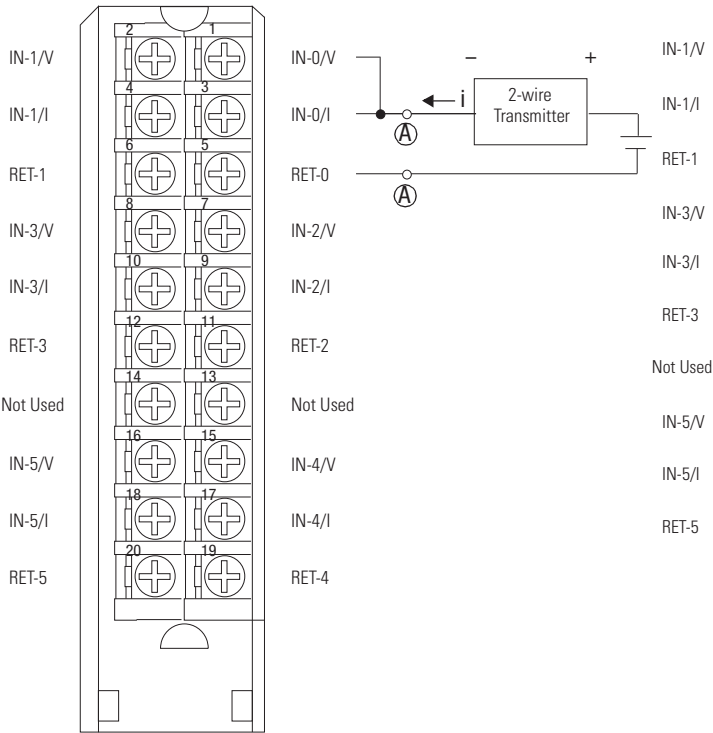 2 1
IN-1/V IN-0/V − + IN-1/V
4 3
IN-1/I IN-0/I i 2-wire IN-1/I
Transmitter
A
6 5
RET-1 RET-0 RET-1
A
8 7
IN-3/V IN-2/V IN-3/V
10 9
IN-3/I IN-2/I IN-3/I
12 11
RET-3 RET-2 RET-3
14 13
Not Used Not Used Not Used
16 15
IN-5/V IN-4/V IN-5/V
18 17
IN-5/I IN-4/I IN-5/I
20 19
RET-5 RET-4 RET-5